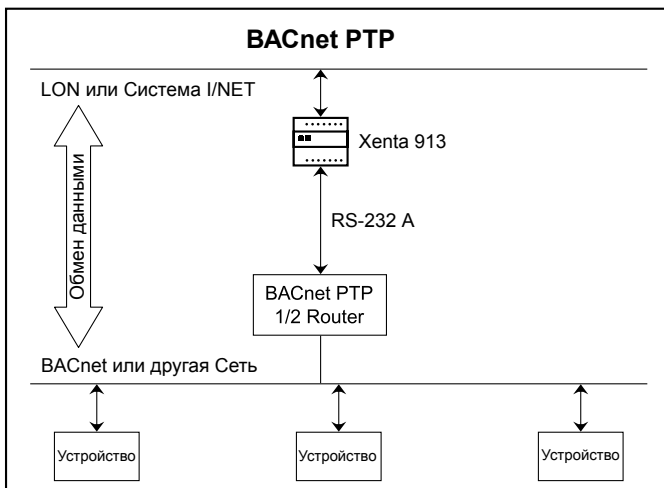 BACnet PTP
LON или Система I/NET
Xenta 913
Обмен данными
RS-232 A
BACnet PTP
1/2 Router
BACnet или другая Сеть
Устройство
Устройство
Устройство